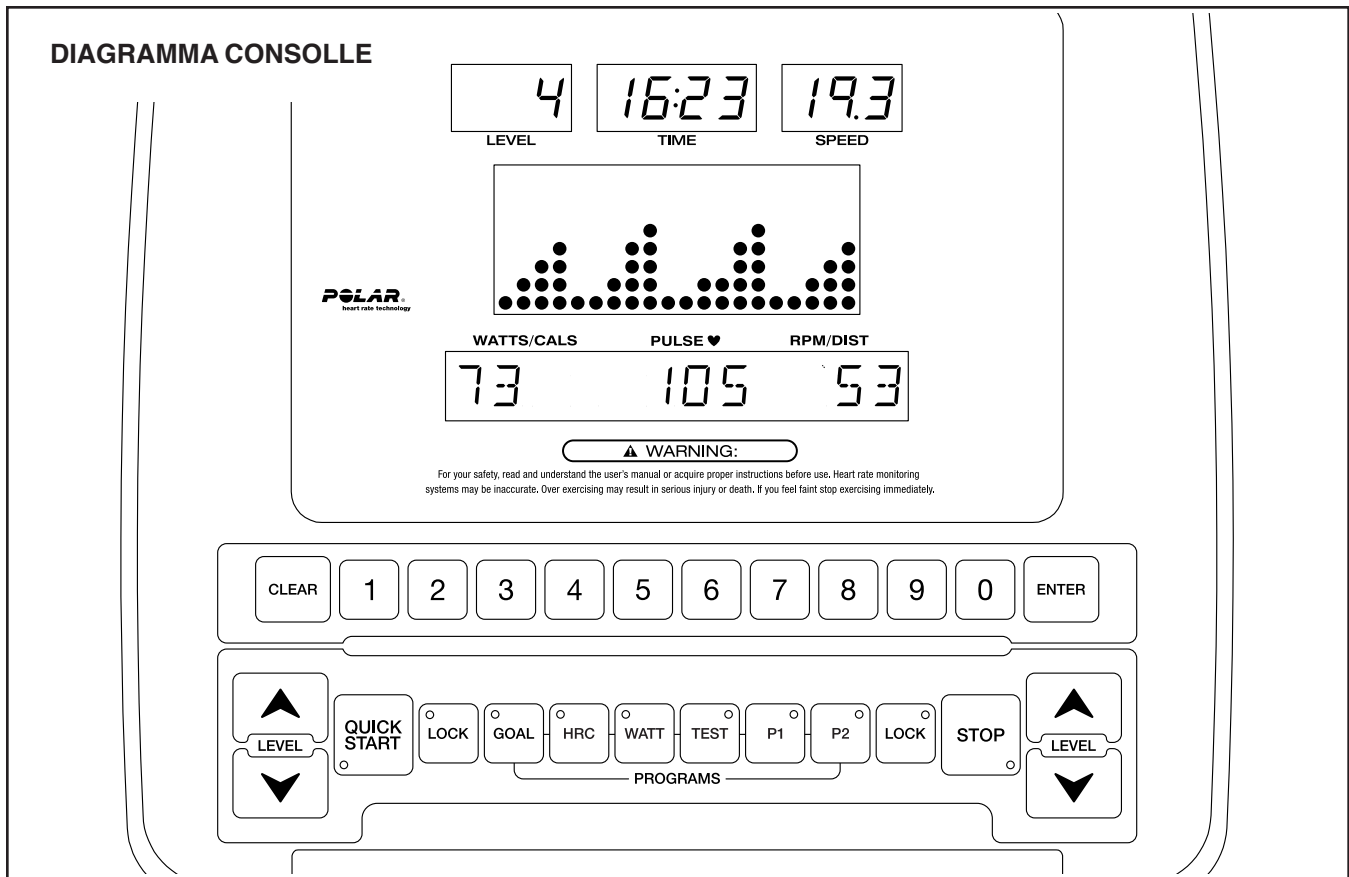 DIAGRAMMA CONSOLLE
4 16:23 19.3
LEVEL TIME SPEED
POLAR®
heart rate technology
WATTS/CALS PULSE ♥ RPM/DIST
73 105 53
⚠ WARNING:
For your safety, read and understand the user's manual or acquire proper instructions before use. Heart rate monitoring
systems may be inaccurate. Over exercising may result in serious injury or death. If you feel faint stop exercising immediately.
CLEAR 1 2 3 4 5 6 7 8 9 0 ENTER
QUICK
START
LEVEL LOCK GOAL HRC WATT TEST P1 P2 LOCK STOP LEVEL
PROGRAMS